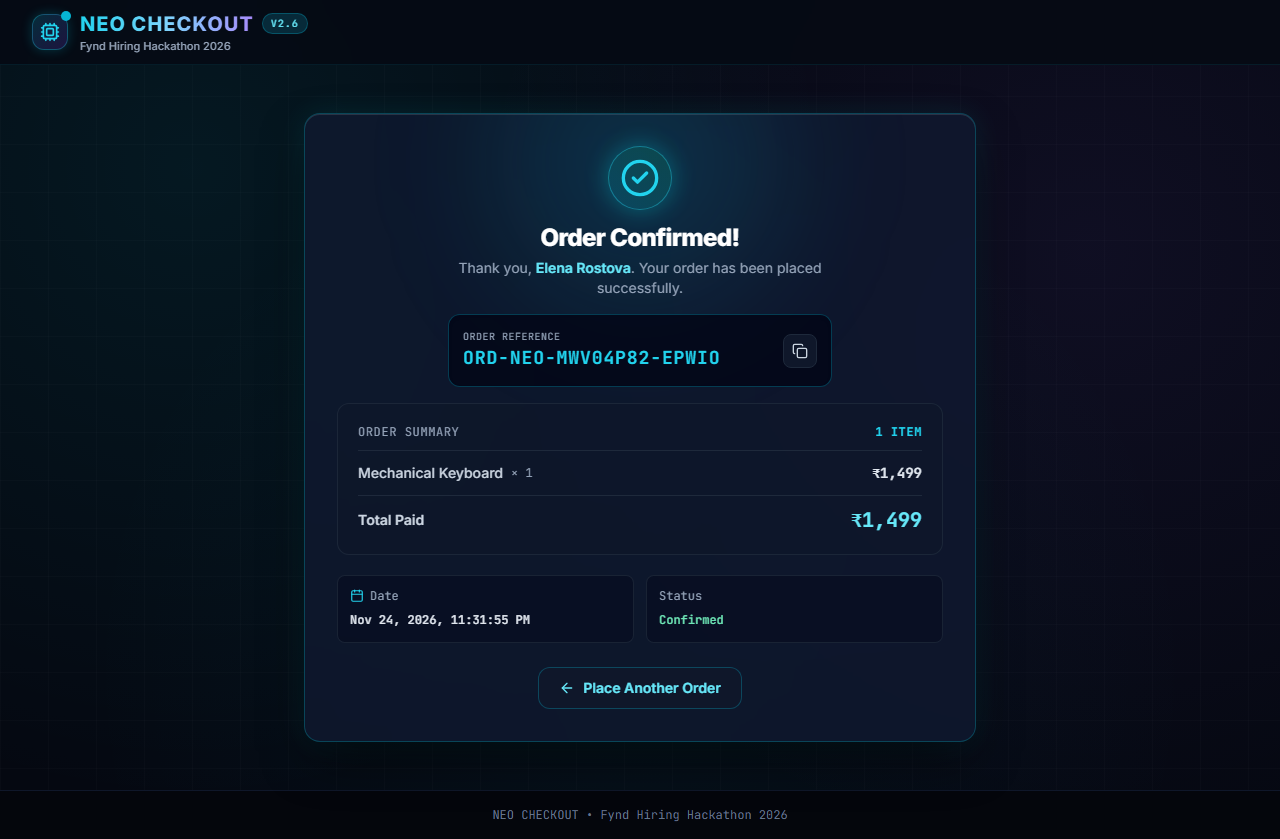 NEO CHECKOUT V2.6
Fynd Hiring Hackathon 2026
Order Confirmed!
Thank you, Elena Rostova. Your order has been placed
successfully.
ORDER REFERENCE
ORD-NEO-MWV04P82-EPWIO
ORDER SUMMARY 1 ITEM
Mechanical Keyboard × 1 ₹1,499
Total Paid ₹1,499
Date
Nov 24, 2026, 11:31:55 PM
Status
Confirmed
Place Another Order
NEO CHECKOUT • Fynd Hiring Hackathon 2026